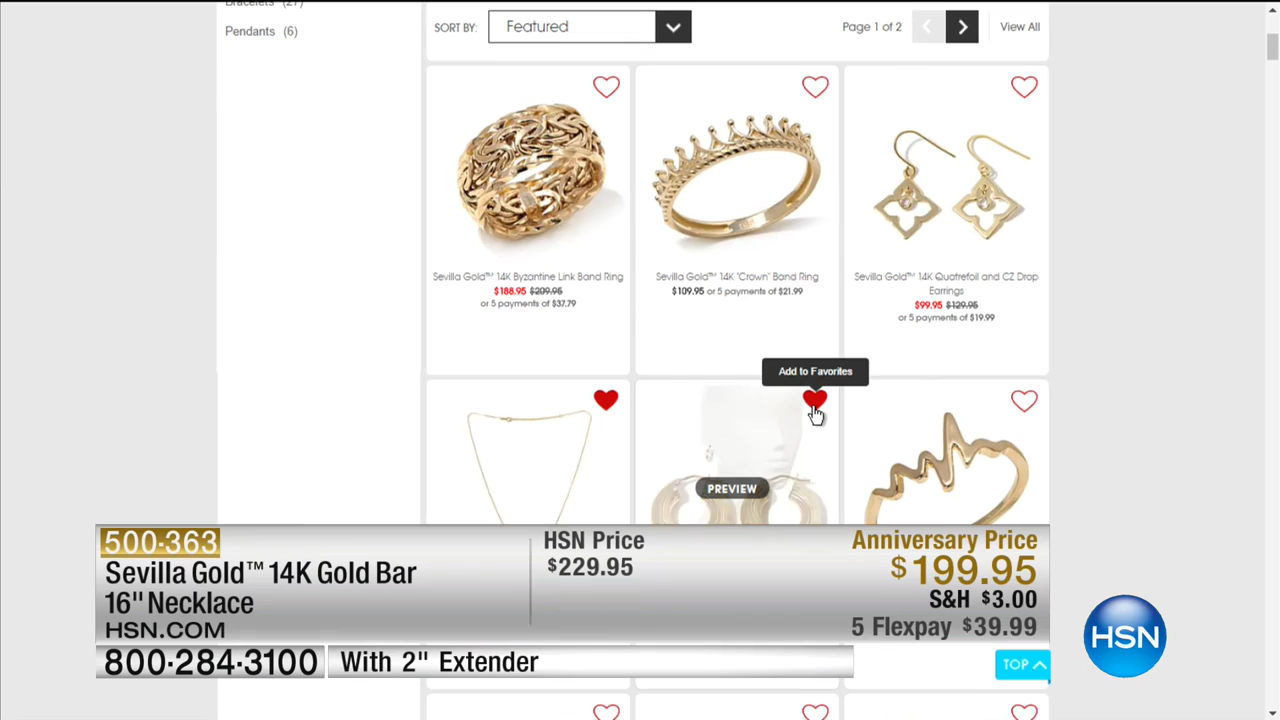 Bracelets (27)
Pendants (6)
SORT BY:
Featured
Page 1 of 2
View All
Sevilla Gold™ 14K Byzantine Link Band Ring
$188.95 $209.95
or 5 payments of $37.79
Sevilla Gold™ 14K "Crown" Band Ring
$109.95 or 5 payments of $21.99
Sevilla Gold™ 14K Quatrefoil and CZ Drop
Earrings
$99.95 $129.95
or 5 payments of $19.99
Add to Favorites
PREVIEW
500-363
Sevilla Gold™ 14K Gold Bar
16" Necklace
HSN.COM
HSN Price
$229.95
Anniversary Price
$199.95
S&H $3.00
5 Flexpay $39.99
800-284-3100
With 2" Extender
TOP
HSN